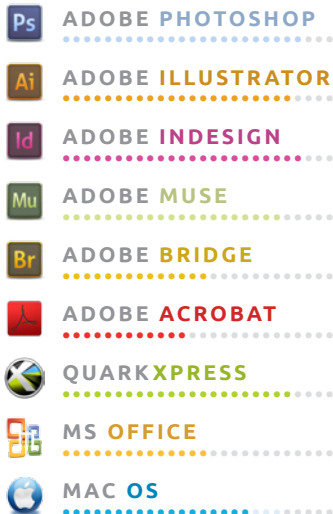 Ps ADOBE PHOTOSHOP
Ai ADOBE ILLUSTRATOR
Id ADOBE INDESIGN
Mu ADOBE MUSE
Br ADOBE BRIDGE
ADOBE ACROBAT
QUARKXPRESS
MS OFFICE
MAC OS